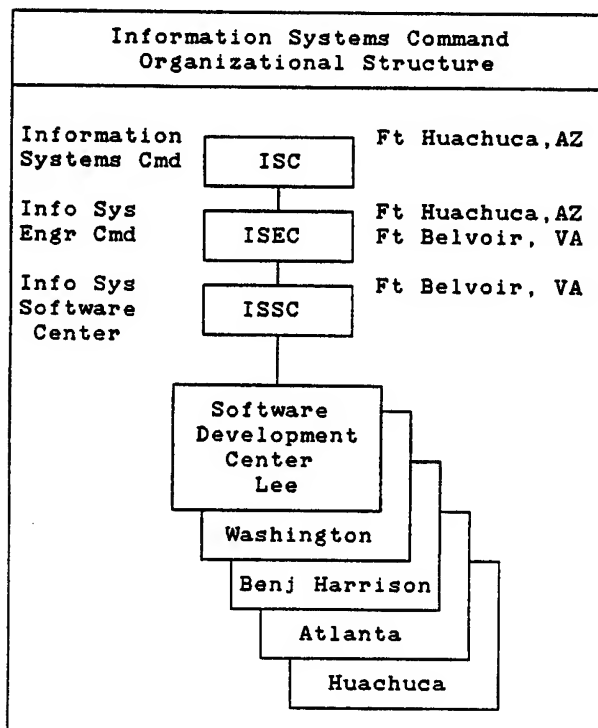 Information Systems Command
Organizational Structure
Information
Systems Cmd
ISC
Ft Huachuca,AZ
Info Sys
Engr Cmd
ISEC
Ft Huachuca,AZ
Ft Belvoir, VA
Info Sys
Software
Center
ISSC
Ft Belvoir, VA
Software
Development
Center
Lee
Washington
Benj Harrison
Atlanta
Huachuca